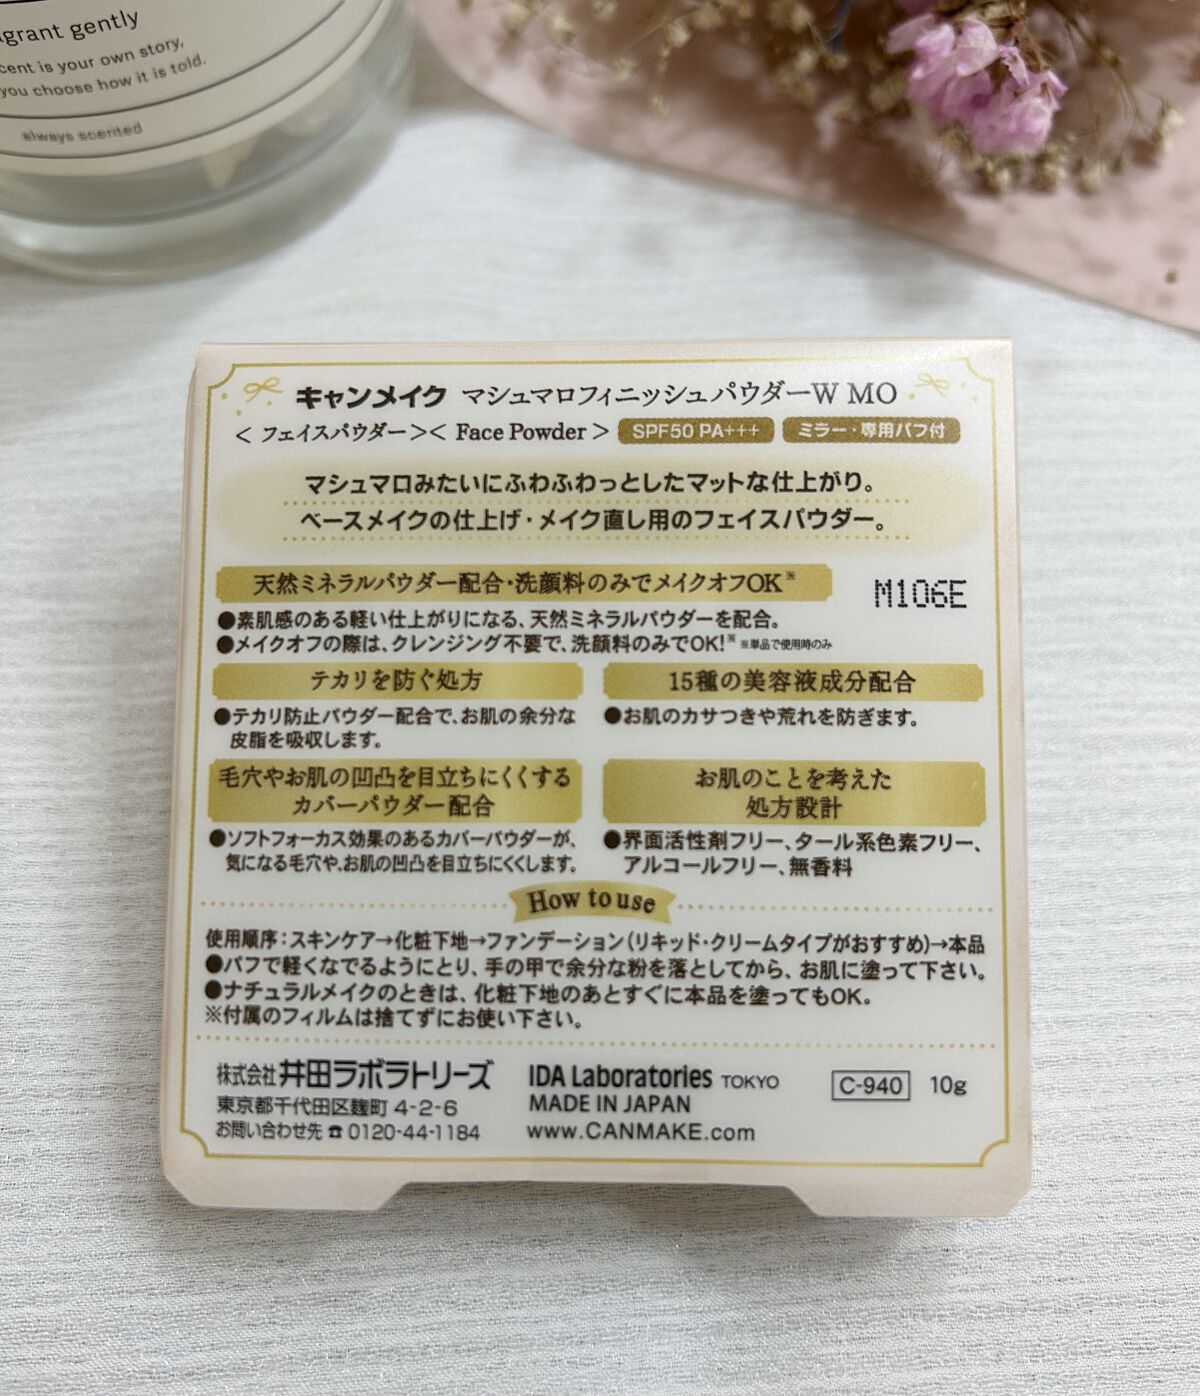 grant gently
cent is your own story,
you choose how it is told.
always scented
キャンメイク マシュマロフィニッシュパウダーW MO
< フェイスパウダー >< Face Powder > SPF50 PA+++ ミラー・専用パフ付
マシュマロみたいにふわふわっとしたマットな仕上がり。
ベースメイクの仕上げ・メイク直し用のフェイスパウダー。
天然ミネラルパウダー配合・洗顔料のみでメイクオフOK※
M106E
●素肌感のある軽い仕上がりになる、天然ミネラルパウダーを配合。
●メイクオフの際は、クレンジング不要で、洗顔料のみでOK!※ ※単品で使用時のみ
テカリを防ぐ処方
●テカリ防止パウダー配合で、お肌の余分な
皮脂を吸収します。
15種の美容液成分配合
●お肌のカサつきや荒れを防ぎます。
毛穴やお肌の凹凸を目立ちにくくする
カバーパウダー配合
●ソフトフォーカス効果のあるカバーパウダーが、
気になる毛穴や、お肌の凹凸を目立ちにくくします。
お肌のことを考えた
処方設計
●界面活性剤フリー、タール系色素フリー、
アルコールフリー、無香料
How to use
使用順序：スキンケア→化粧下地→ファンデーション(リキッド・クリームタイプがおすすめ)→本品
●パフで軽くなでるようにとり、手の甲で余分な粉を落としてから、お肌に塗って下さい。
●ナチュラルメイクのときは、化粧下地のあとすぐに本品を塗ってもOK。
※付属のフィルムは捨てずにお使い下さい。
株式会社 井田ラボラトリーズ
東京都千代田区麹町 4-2-6
お問い合わせ先 ☎ 0120-44-1184
IDA Laboratories TOKYO
MADE IN JAPAN
www.CANMAKE.com
C-940 10g